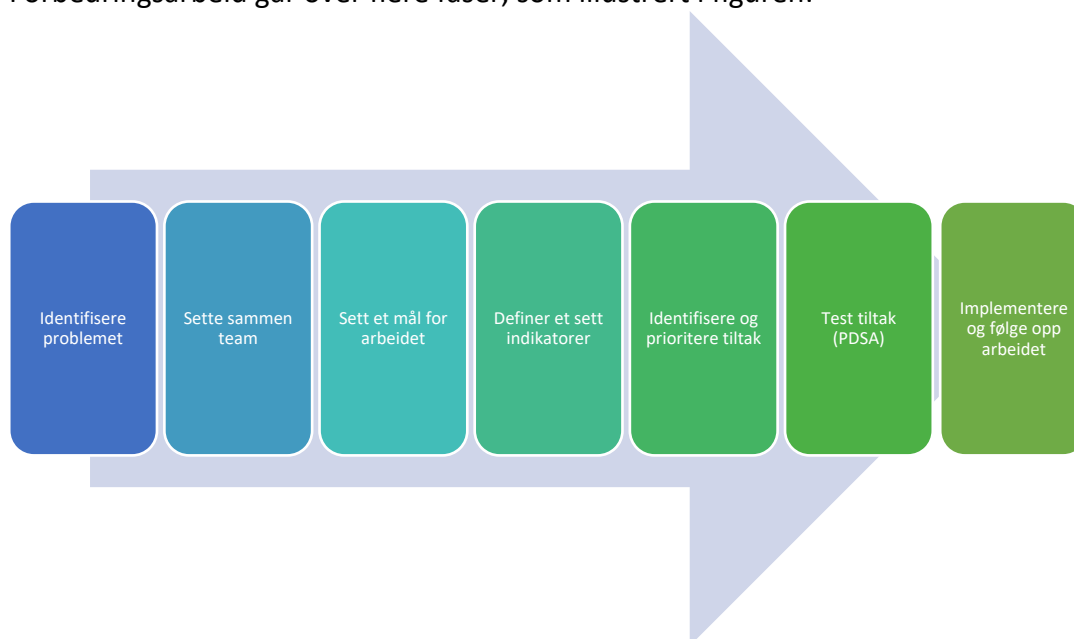 Forbedringsarbeid går over flere faser, som illustrert i figuren.
Identifisere
problemet
Sette sammen
team
Sett et mål for
arbeidet
Definer et sett
indikatorer
Identifisere og
prioritere tiltak
Test tiltak
(PDSA)
Implementere
og følge opp
arbeidet